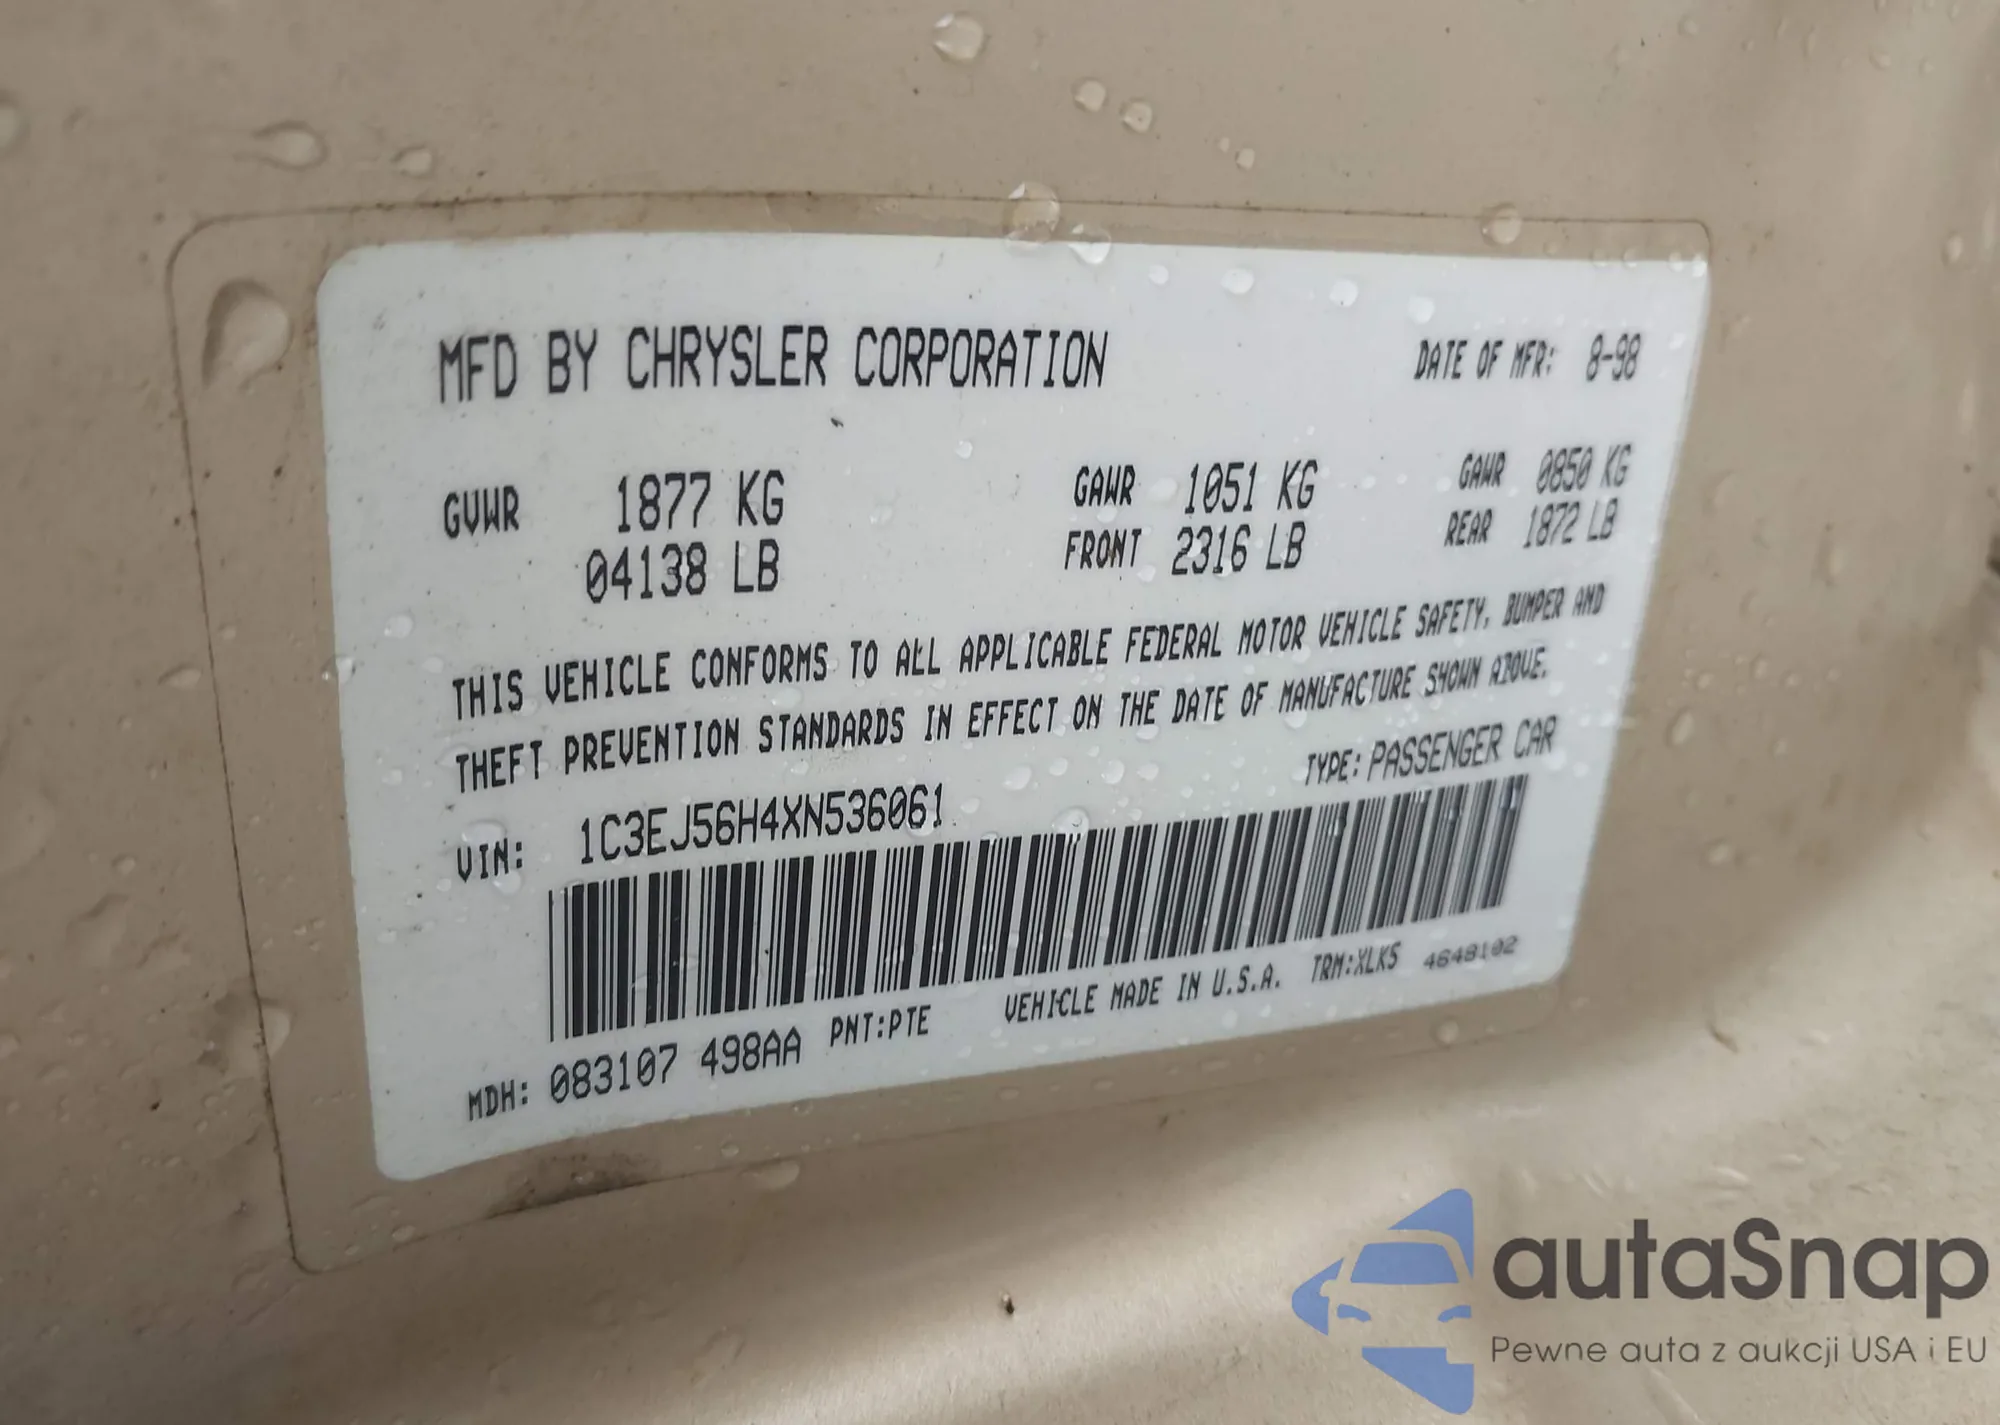 MFD BY CHRYSLER CORPORATION DATE OF MFR: 8-98
GVWR 1877 KG GAWR 1051 KG GAWR 0850 KG
04138 LB FRONT 2316 LB REAR 1872 LB
THIS VEHICLE CONFORMS TO ALL APPLICABLE FEDERAL MOTOR VEHICLE SAFETY, BUMPER AND
THEFT PREVENTION STANDARDS IN EFFECT ON THE DATE OF MANUFACTURE SHOWN ABOVE.
VIN: 1C3EJ56H4XN536061 TYPE: PASSENGER CAR
MDH: 083107 498AA PNT:PTE VEHICLE MADE IN U.S.A. TRM:XLK5 4648102
autaSnap
Pewne auta z aukcji USA i EU